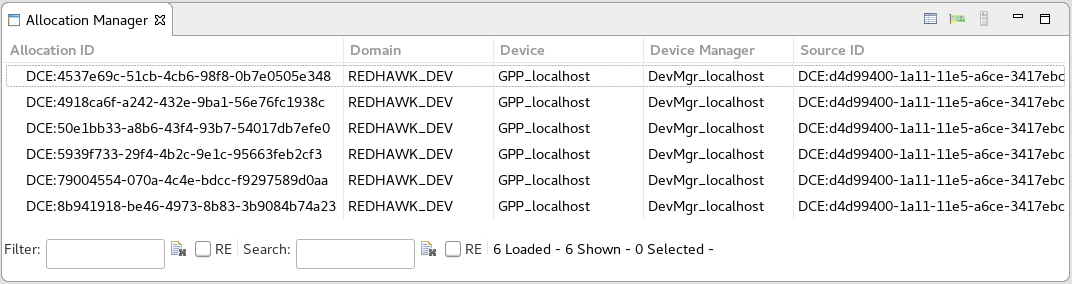 Allocation Manager
Allocation ID Domain Device Device Manager Source ID
DCE:4537e69c-51cb-4cb6-98f8-0b7e0505e348 REDHAWK_DEV GPP_localhost DevMgr_localhost DCE:d4d99400-1a11-11e5-a6ce-3417ebc
DCE:4918ca6f-a242-432e-9ba1-56e76fc1938c REDHAWK_DEV GPP_localhost DevMgr_localhost DCE:d4d99400-1a11-11e5-a6ce-3417ebc
DCE:50e1bb33-a8b6-43f4-93b7-54017db7efe0 REDHAWK_DEV GPP_localhost DevMgr_localhost DCE:d4d99400-1a11-11e5-a6ce-3417ebc
DCE:5939f733-29f4-4b2c-9e1c-95663feb2cf3 REDHAWK_DEV GPP_localhost DevMgr_localhost DCE:d4d99400-1a11-11e5-a6ce-3417ebc
DCE:79004554-070a-4c4e-bdcc-f9297589d0aa REDHAWK_DEV GPP_localhost DevMgr_localhost DCE:d4d99400-1a11-11e5-a6ce-3417ebc
DCE:8b941918-be46-4973-8b83-3b9084b74a23 REDHAWK_DEV GPP_localhost DevMgr_localhost DCE:d4d99400-1a11-11e5-a6ce-3417ebc
Filter: RE Search: RE 6 Loaded - 6 Shown - 0 Selected -